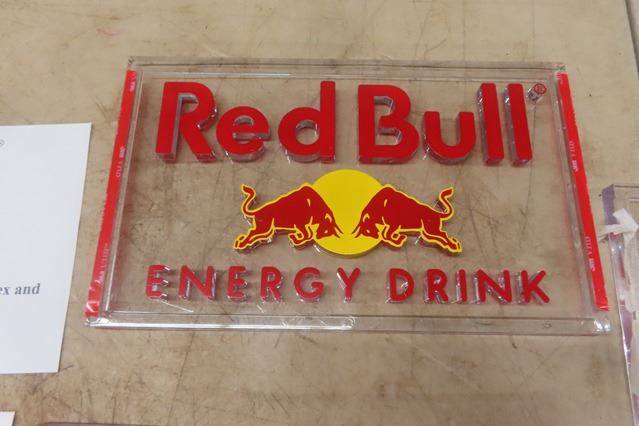 Red Bull®
ENERGY DRINK
ex and